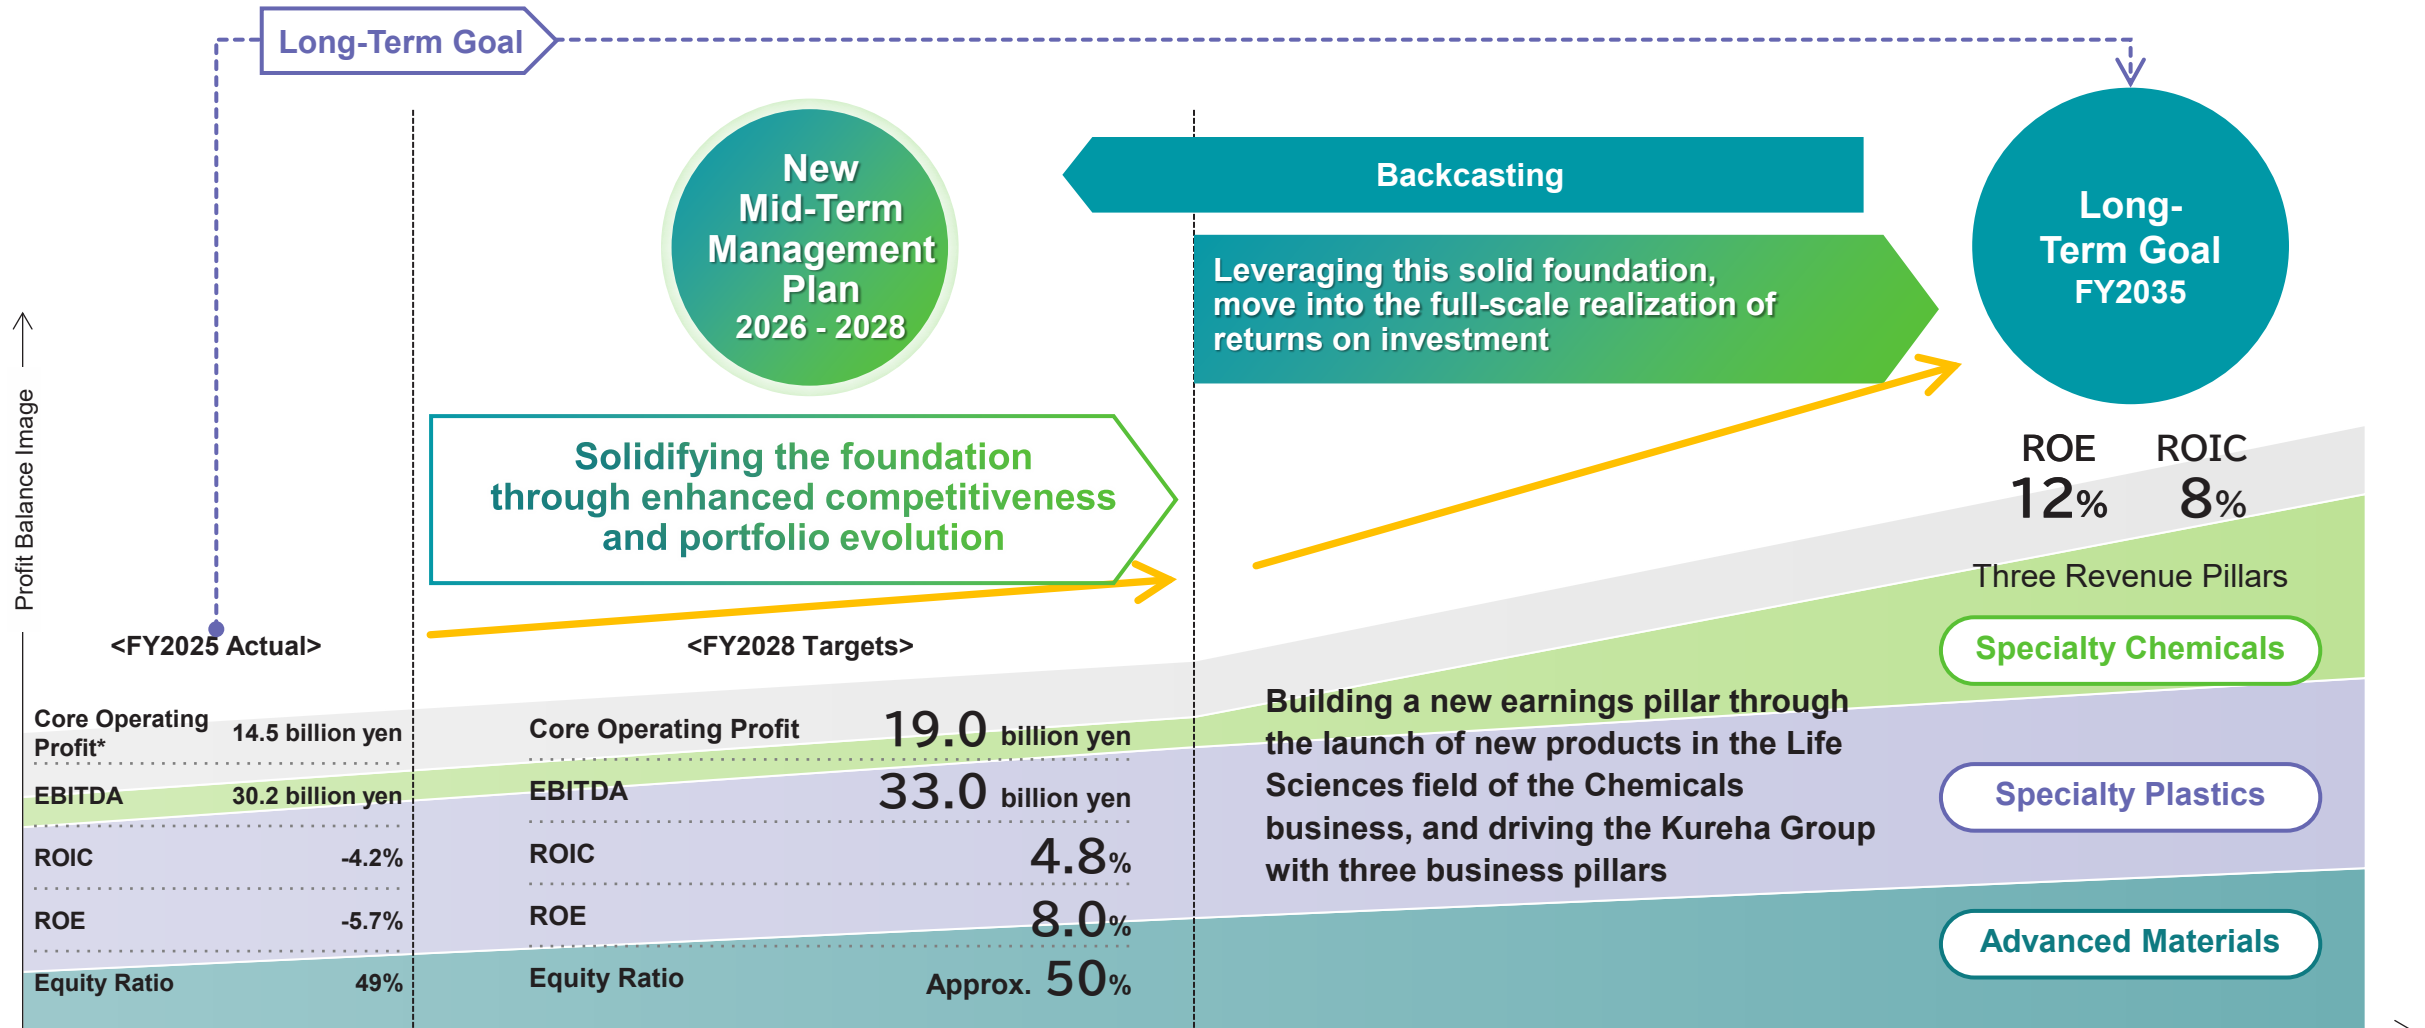 Long-Term Goal
New
Mid-Term
Management
Plan
2026 - 2028
Backcasting
Leveraging this solid foundation,
move into the full-scale realization of
returns on investment
Long-
Term Goal
FY2035
Profit Balance Image
Solidifying the foundation
through enhanced competitiveness
and portfolio evolution
ROE ROIC
12% 8%
Three Revenue Pillars
Specialty Chemicals
Specialty Plastics
Advanced Materials
<FY2025 Actual>
Core Operating
Profit* 14.5 billion yen
EBITDA 30.2 billion yen
ROIC -4.2%
ROE -5.7%
Equity Ratio 49%
<FY2028 Targets>
Core Operating Profit 19.0 billion yen
EBITDA 33.0 billion yen
ROIC 4.8%
ROE 8.0%
Equity Ratio Approx. 50%
Building a new earnings pillar through
the launch of new products in the Life
Sciences field of the Chemicals
business, and driving the Kureha Group
with three business pillars